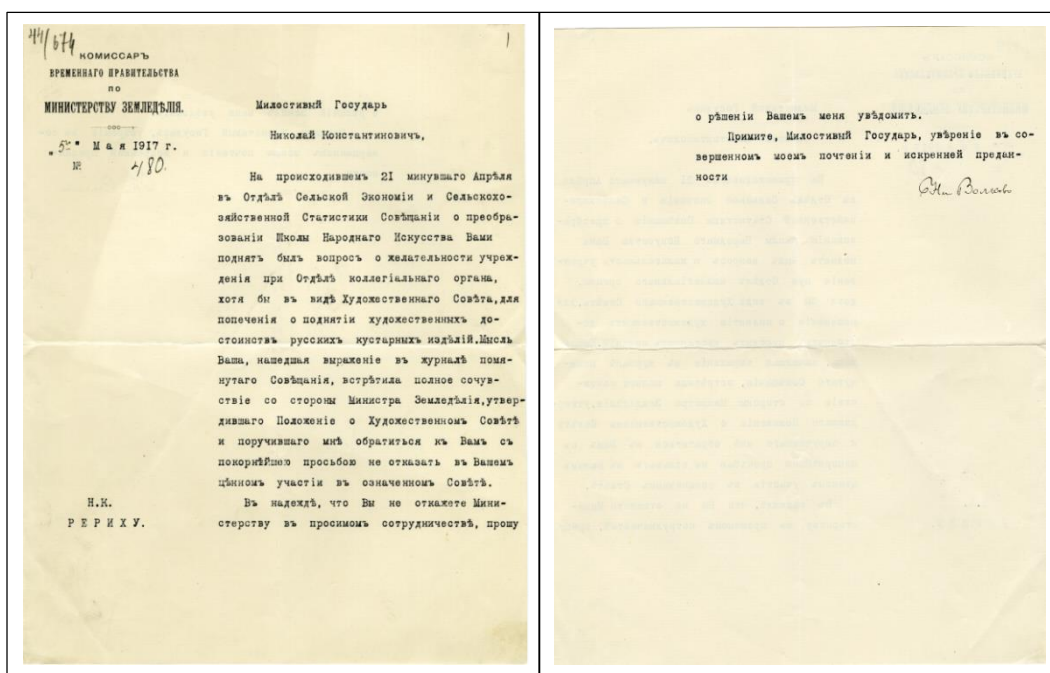 44/674
1
КОМИССАРЪ
ВРЕМЕННАГО ПРАВИТЕЛЬСТВА
ПО
МИНИСТЕРСТВУ ЗЕМЛЕДѢЛІЯ.
"5" Мая 1917 г.
№ 480.
Милостивый Государь
Николай Константиновичъ,
На происходившемъ 21 минувшаго Апрѣля
въ Отдѣлѣ Сельской Экономіи и Сельскохо-
зяйственной Статистики Совѣщаніи о преобра-
зованіи Школы Народнаго Искусства Вами
поднятъ былъ вопросъ о желательности учреж-
денія при Отдѣлѣ коллегіальнаго органа,
хотя бы въ видѣ Художественнаго Совѣта,для
попеченія о поднятіи художественныхъ до-
стоинствъ русскихъ кустарныхъ издѣлій.Мысль
Ваша, нашедшая выраженіе въ журналѣ помя-
нутаго Совѣщанія, встрѣтила полное сочув-
ствіе со стороны Министра Земледѣлія,утвер-
дившаго Положеніе о Художественномъ Совѣтѣ
и поручившаго мнѣ обратиться къ Вамъ съ
покорнѣйшею просьбою не отказать въ Вашемъ
цѣнномъ участіи въ означенномъ Совѣтѣ.
Въ надеждѣ, что Вы не откажете Мини-
стерству въ просимомъ сотрудничествѣ, прошу
Н.К.
РЕРИХУ.
о рѣшеніи Вашемъ меня увѣдомить.
Примите, Милостивый Государь, увѣреніе въ со-
вершенномъ моемъ почтеніи и искренней предан-
ности